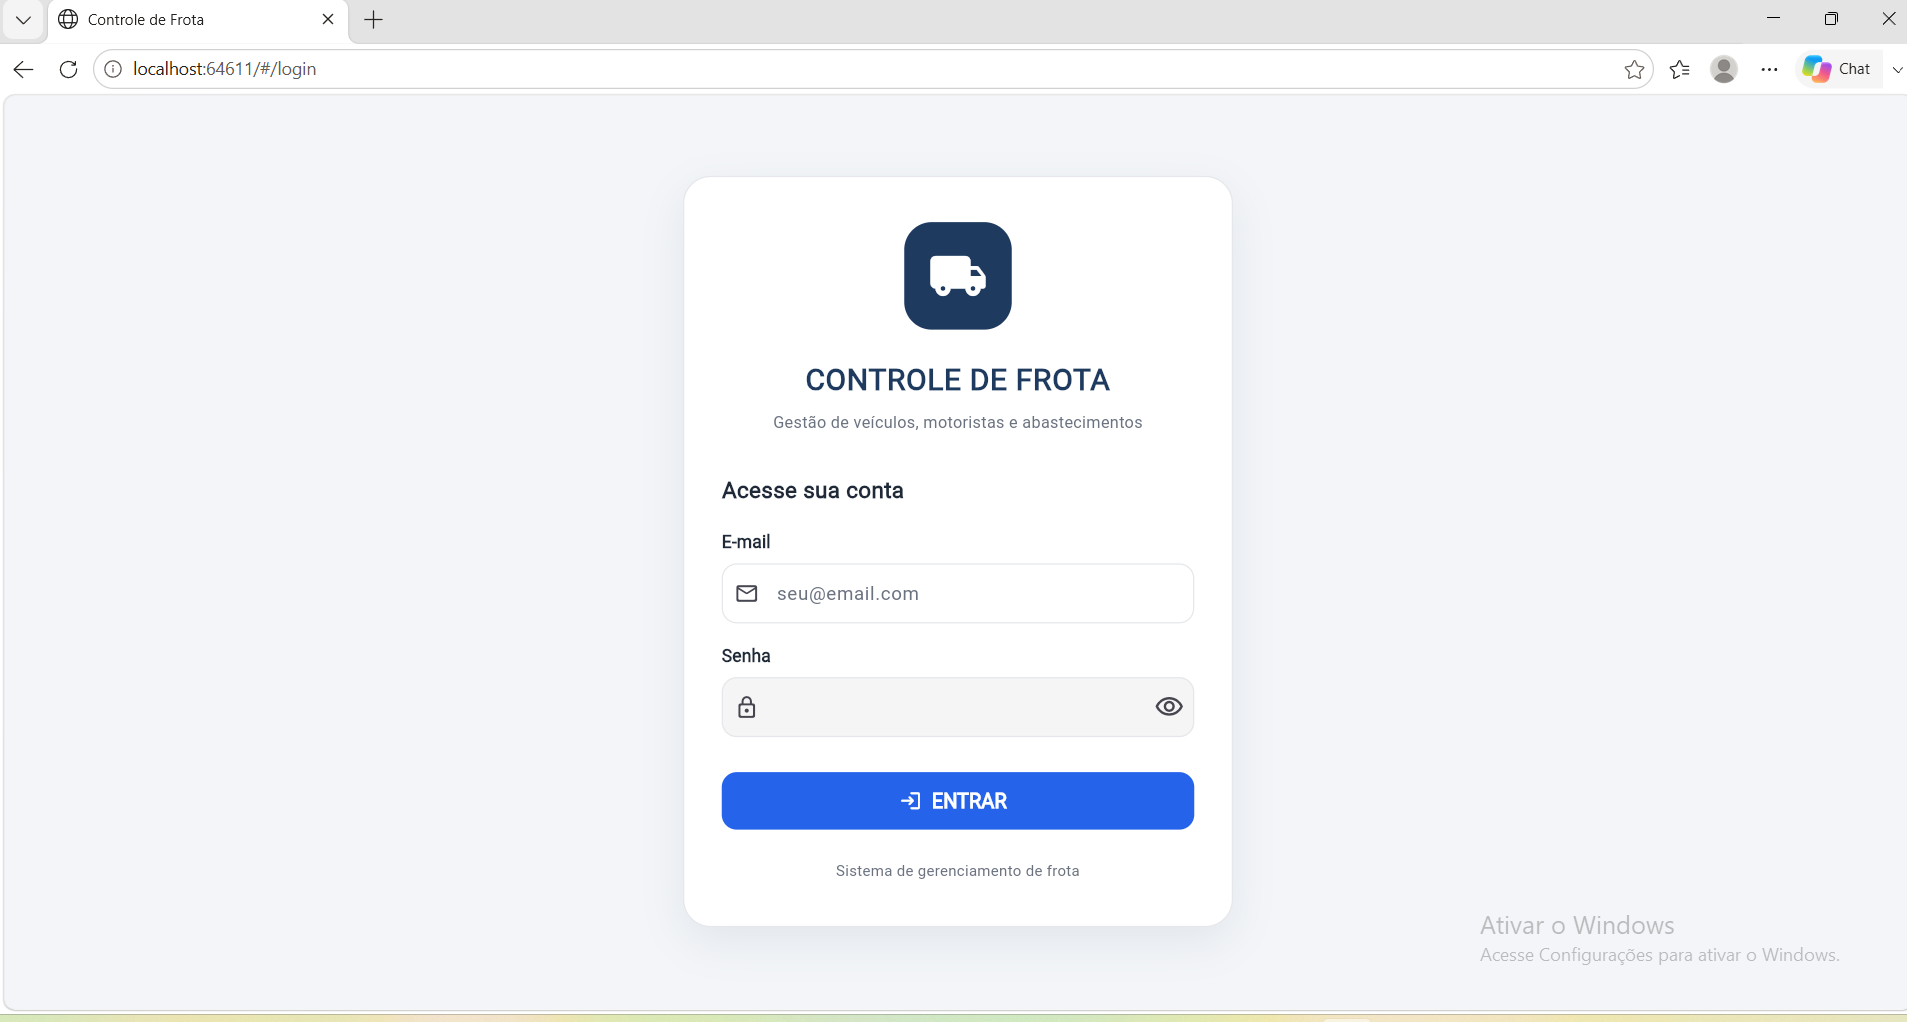 Controle de Frota
localhost:64611/#/login
Chat
CONTROLE DE FROTA
Gestão de veículos, motoristas e abastecimentos
Acesse sua conta
E-mail
seu@email.com
Senha
ENTRAR
Sistema de gerenciamento de frota
Ativar o Windows
Acesse Configurações para ativar o Windows.